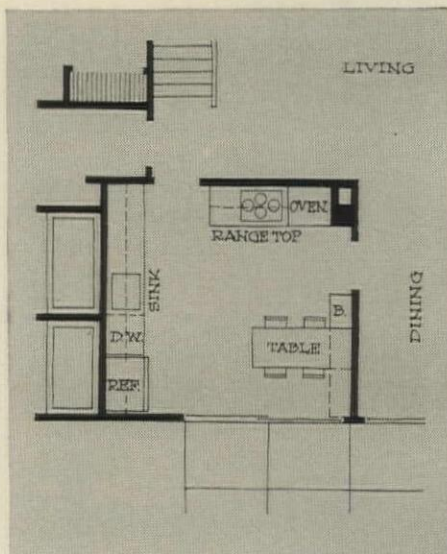 LIVING
OVEN
RANGE TOP
SINK
DINING
B.
D.W.
TABLE
REF.